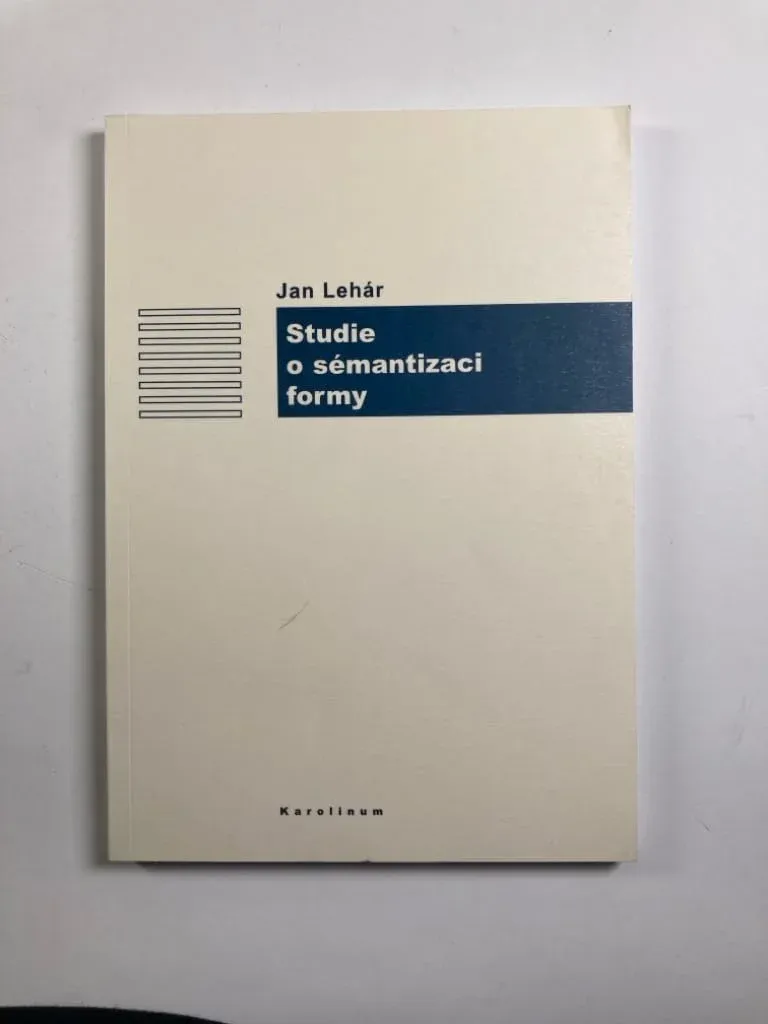 Jan Lehár
Studie
o sémantizaci
formy
Karolinum